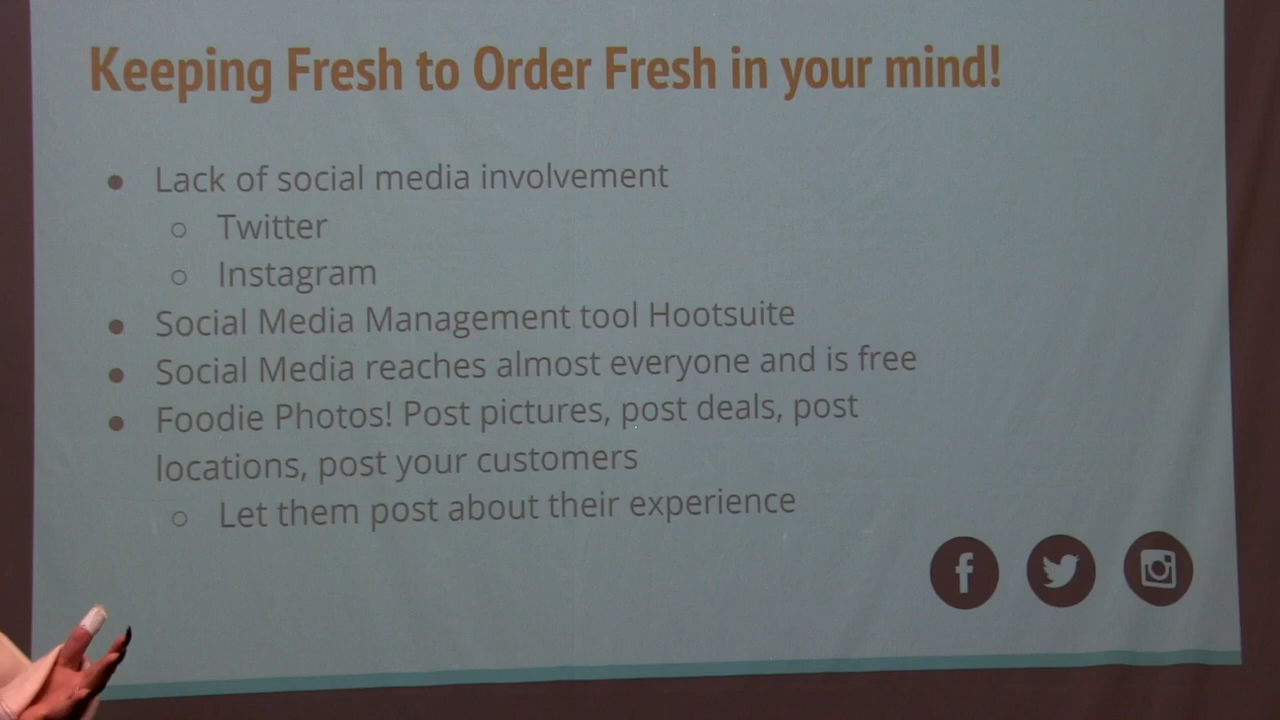 Keeping Fresh to Order Fresh in your mind!
● Lack of social media involvement
○ Twitter
○ Instagram
● Social Media Management tool Hootsuite
● Social Media reaches almost everyone and is free
● Foodie Photos! Post pictures, post deals, post
locations, post your customers
○ Let them post about their experience